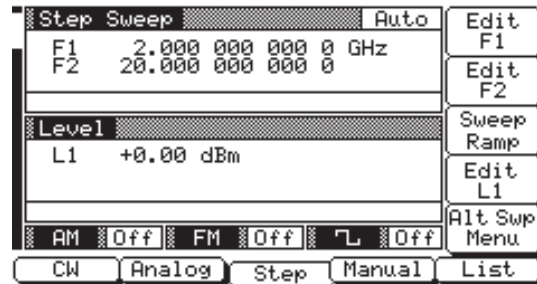 Step Sweep Auto
F1 2.000 000 000 0 GHz
F2 20.000 000 000 0
Level
L1 +0.00 dBm
AM Off FM Off Off
Edit
F1
Edit
F2
Sweep
Ramp
Edit
L1
Alt Swp
Menu
CW Analog Step Manual List